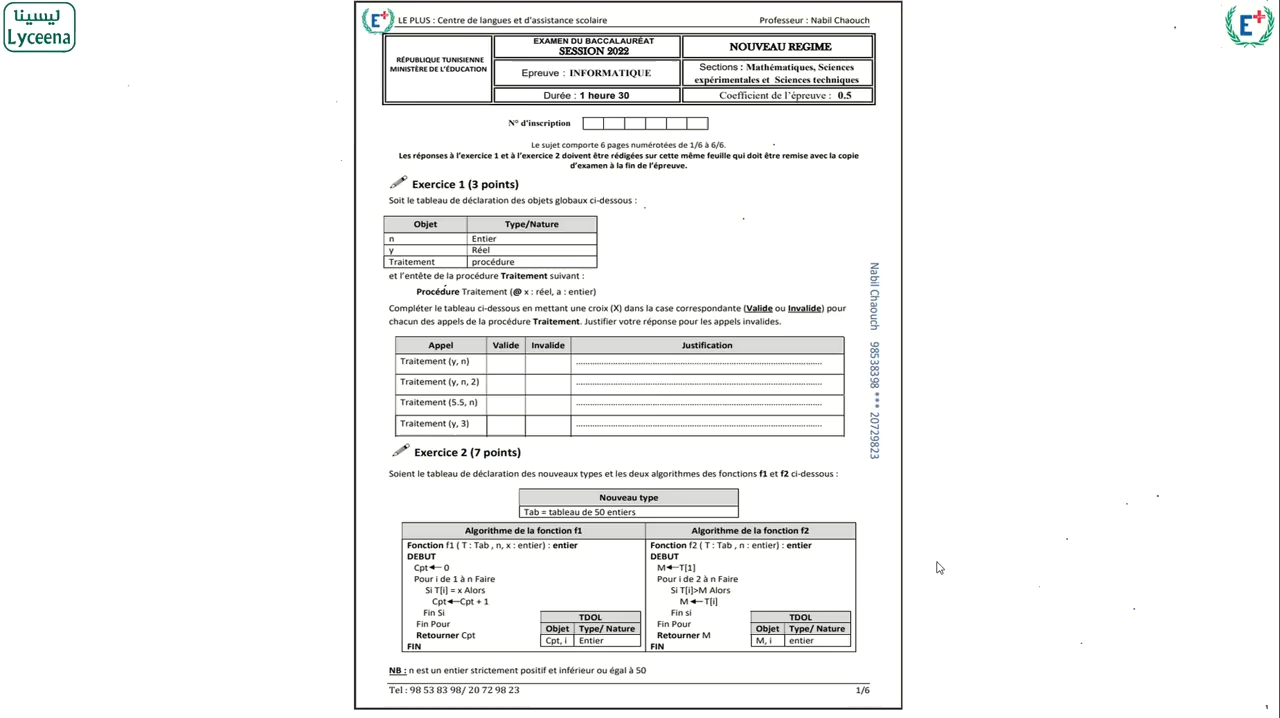 ليسينا
Lyceena
E+
LE PLUS : Centre de langues et d'assistance scolaire
Professeur : Nabil Chaouch
E+
RÉPUBLIQUE TUNISIENNE
MINISTÈRE DE L'ÉDUCATION
EXAMEN DU BACCALAURÉAT
SESSION 2022
NOUVEAU REGIME
Epreuve : INFORMATIQUE
Sections : Mathématiques, Sciences
expérimentales et Sciences techniques
Durée : 1 heure 30
Coefficient de l'épreuve : 0.5
N° d'inscription
Le sujet comporte 6 pages numérotées de 1/6 à 6/6.
Les réponses à l'exercice 1 et à l'exercice 2 doivent être rédigées sur cette même feuille qui doit être remise avec la copie
d'examen à la fin de l'épreuve.
Exercice 1 (3 points)
Soit le tableau de déclaration des objets globaux ci-dessous :
Objet Type/Nature
n Entier
y Réel
Traitement procédure
et l'entête de la procédure Traitement suivant :
Procédure Traitement (@ x : réel, a : entier)
Compléter le tableau ci-dessous en mettant une croix (X) dans la case correspondante (Valide ou Invalide) pour
chacun des appels de la procédure Traitement. Justifier votre réponse pour les appels invalides.
Appel Valide Invalide Justification
Traitement (y, n) ..........................................................................................
Traitement (y, n, 2) ..........................................................................................
Traitement (5.5, n) ..........................................................................................
Traitement (y, 3) ..........................................................................................
Nabil Chaouch 98538398 *** 20729823
Exercice 2 (7 points)
Soient le tableau de déclaration des nouveaux types et les deux algorithmes des fonctions f1 et f2 ci-dessous :
Nouveau type
Tab = tableau de 50 entiers
Algorithme de la fonction f1
Fonction f1 ( T : Tab , n, x : entier) : entier
DEBUT
Cpt← 0
Pour i de 1 à n Faire
Si T[i] = x Alors
Cpt←Cpt + 1
Fin Si
Fin Pour
Retourner Cpt
FIN
TDOL
Objet Type/ Nature
Cpt, i Entier
Algorithme de la fonction f2
Fonction f2 ( T : Tab , n : entier) : entier
DEBUT
M←T[1]
Pour i de 2 à n Faire
Si T[i]>M Alors
M ←T[i]
Fin si
Fin Pour
Retourner M
FIN
TDOL
Objet Type/ Nature
M, i entier
NB : n est un entier strictement positif et inférieur ou égal à 50
Tel : 98 53 83 98/ 20 72 98 23
1/6